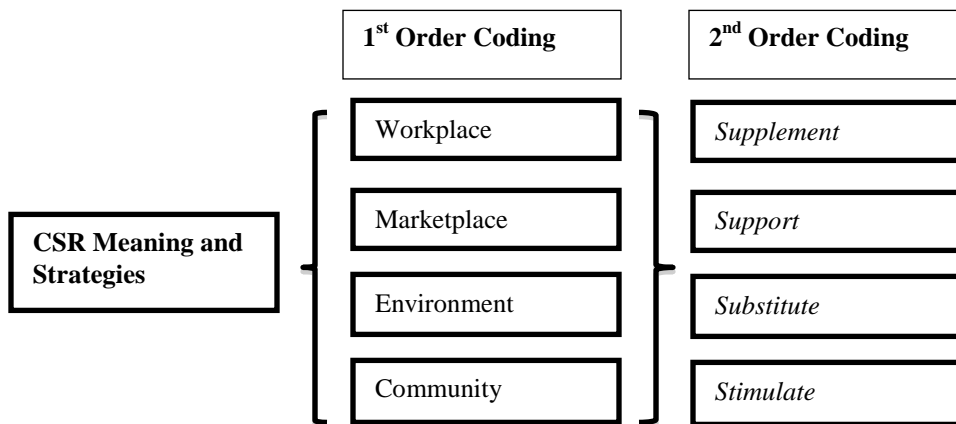 1st Order Coding
2nd Order Coding
Workplace
Supplement
Marketplace
Support
CSR Meaning and
Strategies
Environment
Substitute
Community
Stimulate